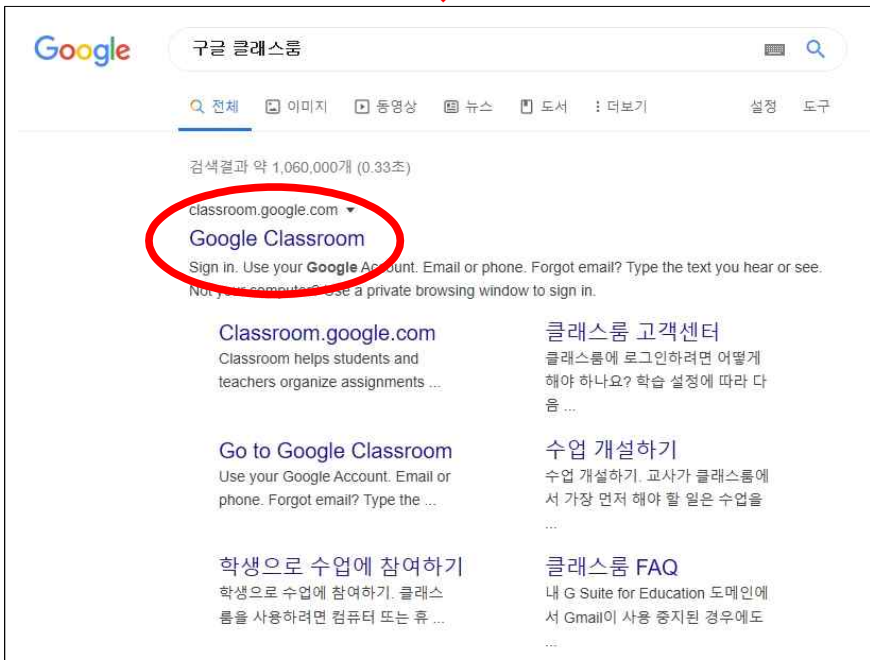 Google 구글 클래스룸
전체 이미지 동영상 뉴스 도서 더보기 설정 도구
검색결과 약 1,060,000개 (0.33초)
classroom.google.com
Google Classroom
Sign in. Use your Google Account. Email or phone. Forgot email? Type the text you hear or see.
Not your computer? Use a private browsing window to sign in.
Classroom.google.com
Classroom helps students and
teachers organize assignments ...
클래스룸 고객센터
클래스룸에 로그인하려면 어떻게
해야 하나요? 학습 설정에 따라 다
음 ...
Go to Google Classroom
Use your Google Account. Email or
phone. Forgot email? Type the ...
수업 개설하기
수업 개설하기. 교사가 클래스룸에
서 가장 먼저 해야 할 일은 수업을
...
학생으로 수업에 참여하기
학생으로 수업에 참여하기. 클래스
룸을 사용하려면 컴퓨터 또는 휴 ...
클래스룸 FAQ
내 G Suite for Education 도메인에
서 Gmail이 사용 중지된 경우에도
...